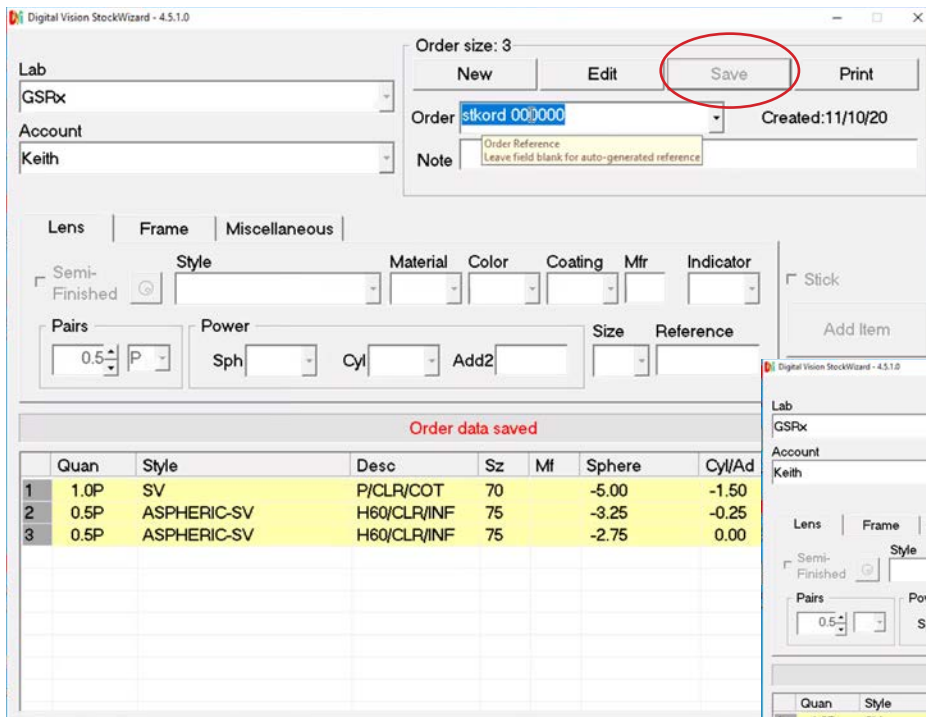 Digital Vision StockWizard - 4.5.1.0
Lab
GSRx
Account
Keith
Order size: 3
New Edit Save Print
Order stkord 000000 Created:11/10/20
Order Reference
Leave field blank for auto-generated reference
Note
Lens Frame Miscellaneous
Semi-Finished
Style Material Color Coating Mfr Indicator
Stick
Pairs
0.5 P
Power
Sph Cyl Add2
Size Reference
Add Item
Order data saved
Quan Style Desc Sz Mf Sphere Cyl/Ad
1 1.0P SV P/CLR/COT 70 -5.00 -1.50
2 0.5P ASPHERIC-SV H60/CLR/INF 75 -3.25 -0.25
3 0.5P ASPHERIC-SV H60/CLR/INF 75 -2.75 0.00
Digital Vision StockWizard - 4.5.1.0
Lab
GSRx
Account
Keith
Lens Frame
Semi-
Finished
Style
Pairs
0.5
Po
S
Quan Style